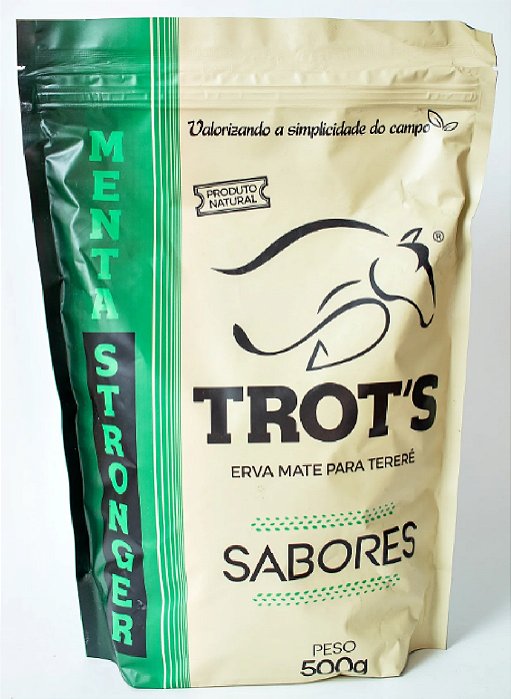 Valorizando a simplicidade do campo
PRODUTO
NATURAL
®
TROT'S
ERVA MATE PARA TERERÉ
SABORES
PESO
500g
MENTA STRONGER